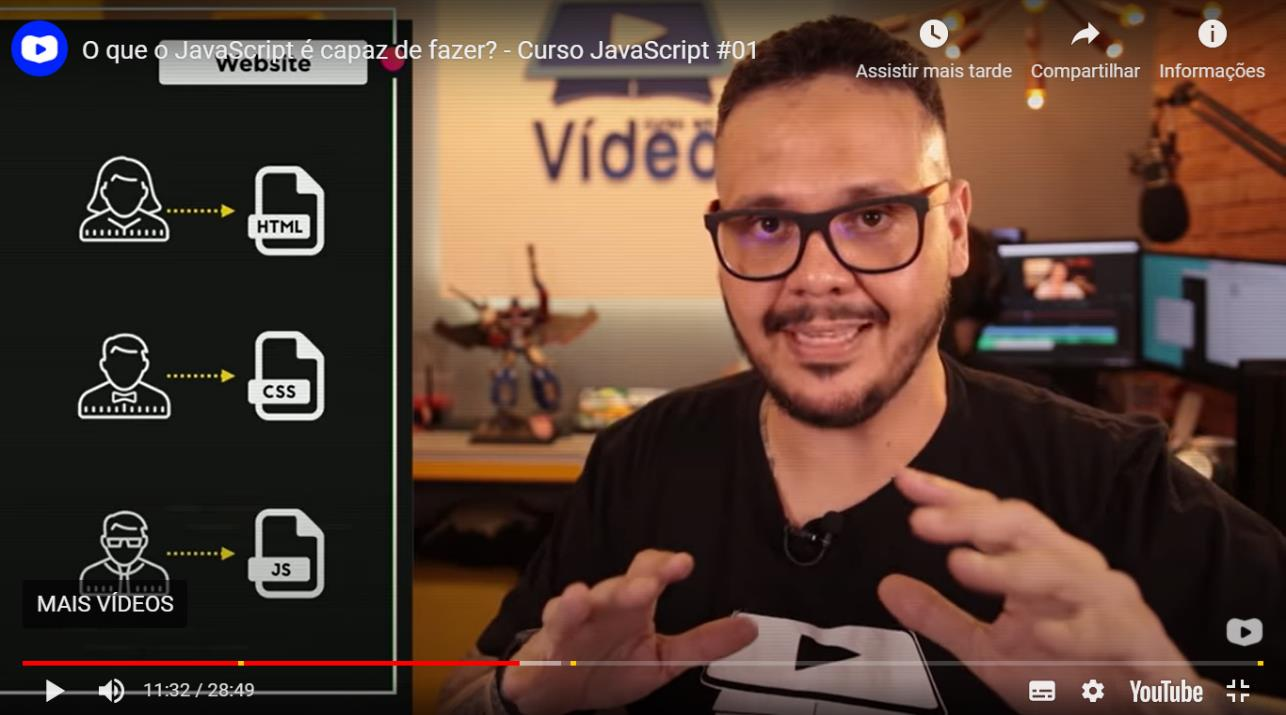 O que o JavaScript é capaz de fazer? - Curso JavaScript #01
Assistir mais tarde
Compartilhar
Informações
Website
Vídeo
HTML
CSS
JS
MAIS VÍDEOS
11:32 / 28:49
YouTube